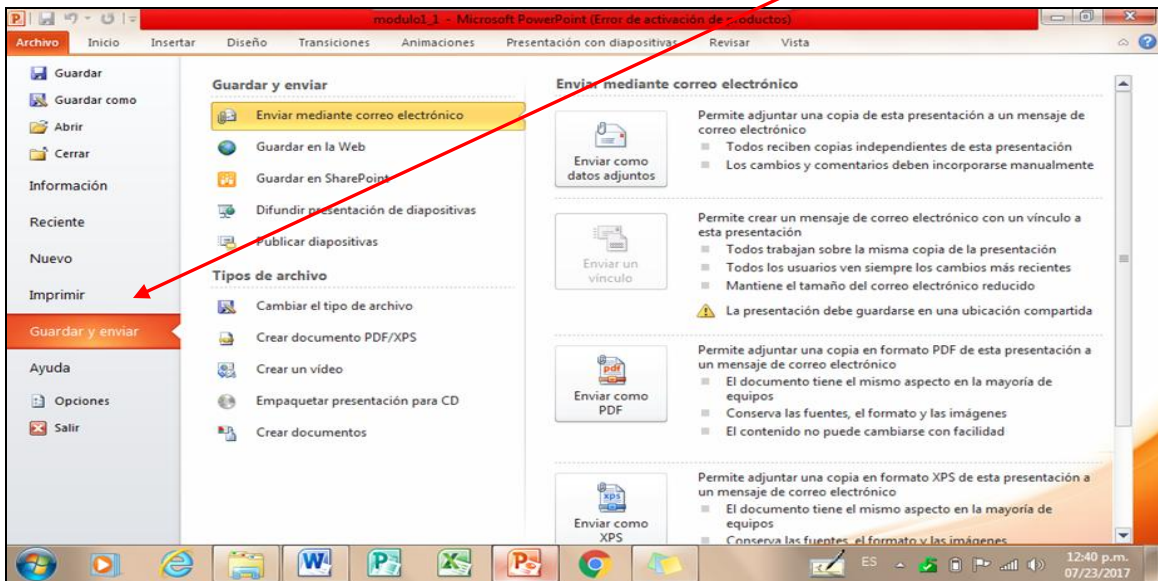 modulo1_1 - Microsoft PowerPoint (Error de activación de productos)
Archivo Inicio Insertar Diseño Transiciones Animaciones Presentación con diapositivas Revisar Vista
Guardar
Guardar como
Abrir
Cerrar
Información
Reciente
Nuevo
Imprimir
Guardar y enviar
Ayuda
Opciones
Salir
Guardar y enviar
Enviar mediante correo electrónico
Guardar en la Web
Guardar en SharePoint
Difundir presentación de diapositivas
Publicar diapositivas
Tipos de archivo
Cambiar el tipo de archivo
Crear documento PDF/XPS
Crear un vídeo
Empaquetar presentación para CD
Crear documentos
Enviar mediante correo electrónico
Enviar como
datos adjuntos
Permite adjuntar una copia de esta presentación a un mensaje de
correo electrónico
Todos reciben copias independientes de esta presentación
Los cambios y comentarios deben incorporarse manualmente
Enviar un
vínculo
Permite crear un mensaje de correo electrónico con un vínculo a
esta presentación
Todos trabajan sobre la misma copia de la presentación
Todos los usuarios ven siempre los cambios más recientes
Mantiene el tamaño del correo electrónico reducido
La presentación debe guardarse en una ubicación compartida
pdf
Enviar como
PDF
Permite adjuntar una copia en formato PDF de esta presentación a
un mensaje de correo electrónico
El documento tiene el mismo aspecto en la mayoría de
equipos
Conserva las fuentes, el formato y las imágenes
El contenido no puede cambiarse con facilidad
xps
Enviar como
XPS
Permite adjuntar una copia en formato XPS de esta presentación a
un mensaje de correo electrónico
El documento tiene el mismo aspecto en la mayoría de
equipos
Conserva las fuentes, el formato y las imágenes
ES
12:40 p.m.
07/23/2017